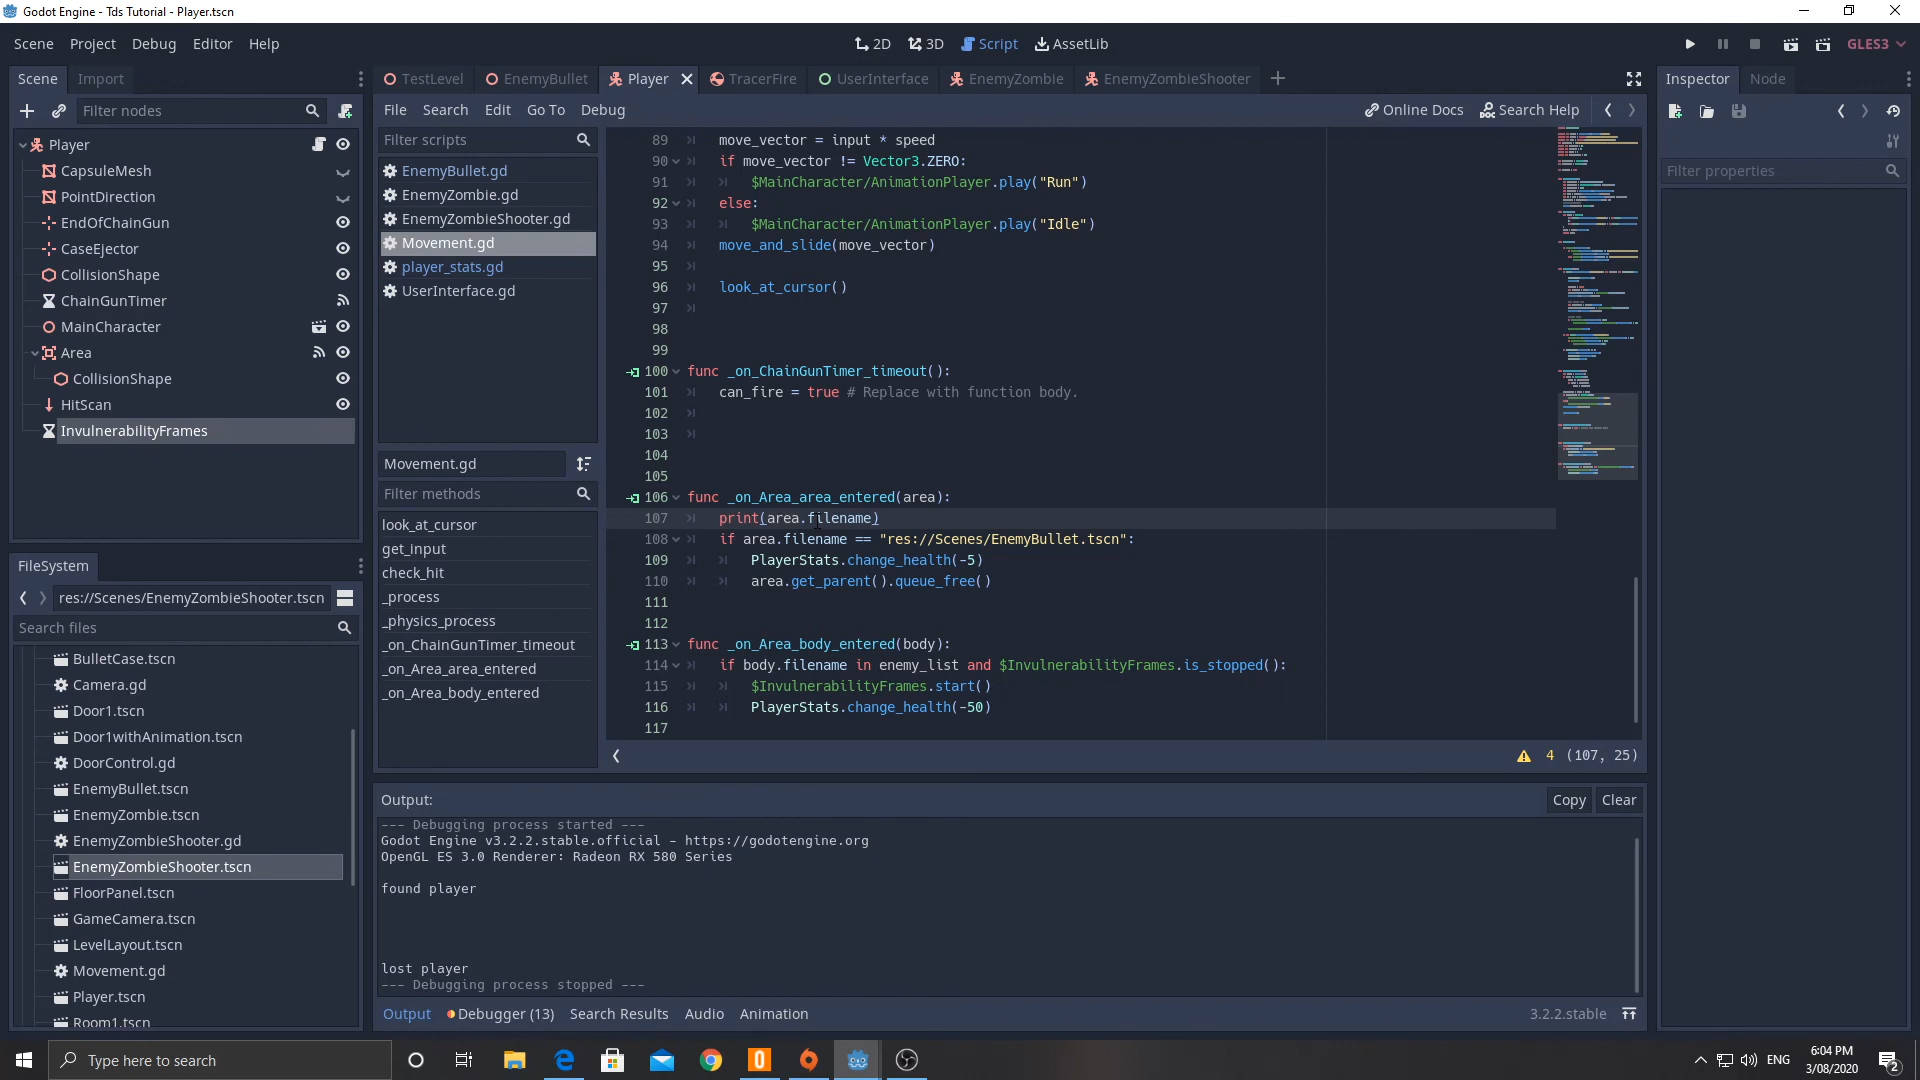 Godot Engine - Tds Tutorial - Player.tscn
Scene Project Debug Editor Help
2D 3D Script AssetLib
GLES3
Scene Import
TestLevel EnemyBullet Player TracerFire UserInterface EnemyZombie EnemyZombieShooter
Inspector Node
Filter nodes
File Search Edit Go To Debug
Online Docs Search Help
Filter properties
Player
CapsuleMesh
PointDirection
EndOfChainGun
CaseEjector
CollisionShape
ChainGunTimer
MainCharacter
Area
CollisionShape
HitScan
InvulnerabilityFrames
Filter scripts
EnemyBullet.gd
EnemyZombie.gd
EnemyZombieShooter.gd
Movement.gd
player_stats.gd
UserInterface.gd
Movement.gd
Filter methods
look_at_cursor
get_input
check_hit
_process
_physics_process
_on_ChainGunTimer_timeout
_on_Area_area_entered
_on_Area_body_entered
89 move_vector = input * speed
90 if move_vector != Vector3.ZERO:
91 $MainCharacter/AnimationPlayer.play("Run")
92 else:
93 $MainCharacter/AnimationPlayer.play("Idle")
94 move_and_slide(move_vector)
95
96 look_at_cursor()
97
98
99
100 func _on_ChainGunTimer_timeout():
101 can_fire = true # Replace with function body.
102
103
104
105
106 func _on_Area_area_entered(area):
107 print(area.filename)
108 if area.filename == "res://Scenes/EnemyBullet.tscn":
109 PlayerStats.change_health(-5)
110 area.get_parent().queue_free()
111
112
113 func _on_Area_body_entered(body):
114 if body.filename in enemy_list and $InvulnerabilityFrames.is_stopped():
115 $InvulnerabilityFrames.start()
116 PlayerStats.change_health(-50)
117
4 (107, 25)
FileSystem
res://Scenes/EnemyZombieShooter.tscn
Search files
BulletCase.tscn
Camera.gd
Door1.tscn
Door1withAnimation.tscn
DoorControl.gd
EnemyBullet.tscn
EnemyZombie.tscn
EnemyZombieShooter.gd
EnemyZombieShooter.tscn
FloorPanel.tscn
GameCamera.tscn
LevelLayout.tscn
Movement.gd
Player.tscn
Room1.tscn
Output:
Copy Clear
--- Debugging process started ---
Godot Engine v3.2.2.stable.official - https://godotengine.org
OpenGL ES 3.0 Renderer: Radeon RX 580 Series
found player
lost player
--- Debugging process stopped ---
Output Debugger (13) Search Results Audio Animation
3.2.2.stable
Type here to search
ENG
6:04 PM
3/08/2020
2